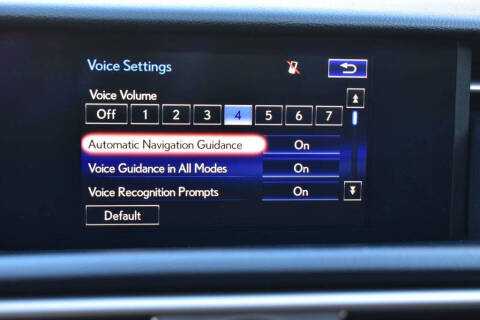 Voice Settings
Voice Volume
Off 1 2 3 4 5 6 7
Automatic Navigation Guidance On
Voice Guidance in All Modes On
Voice Recognition Prompts On
Default